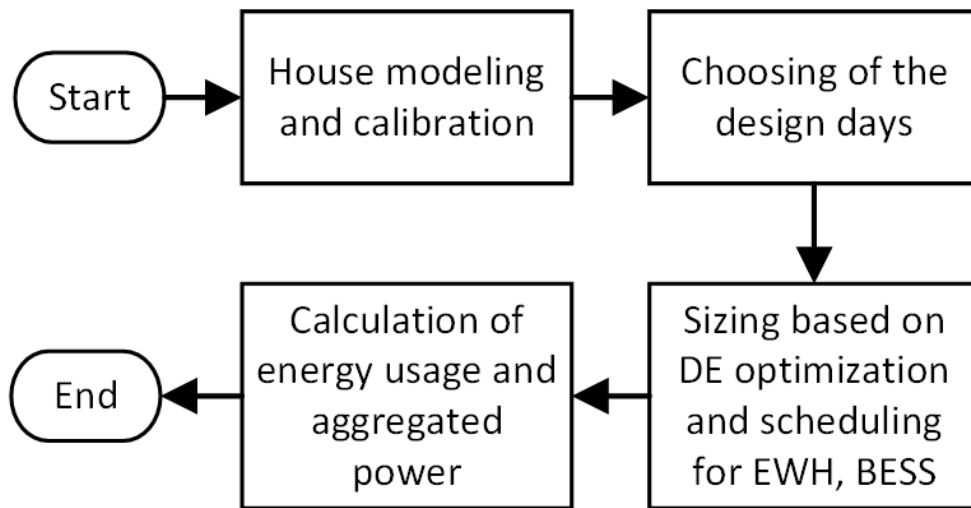 Start
House modeling
and calibration
Choosing of the
design days
Sizing based on
DE optimization
and scheduling
for EWH, BESS
Calculation of
energy usage and
aggregated
power
End